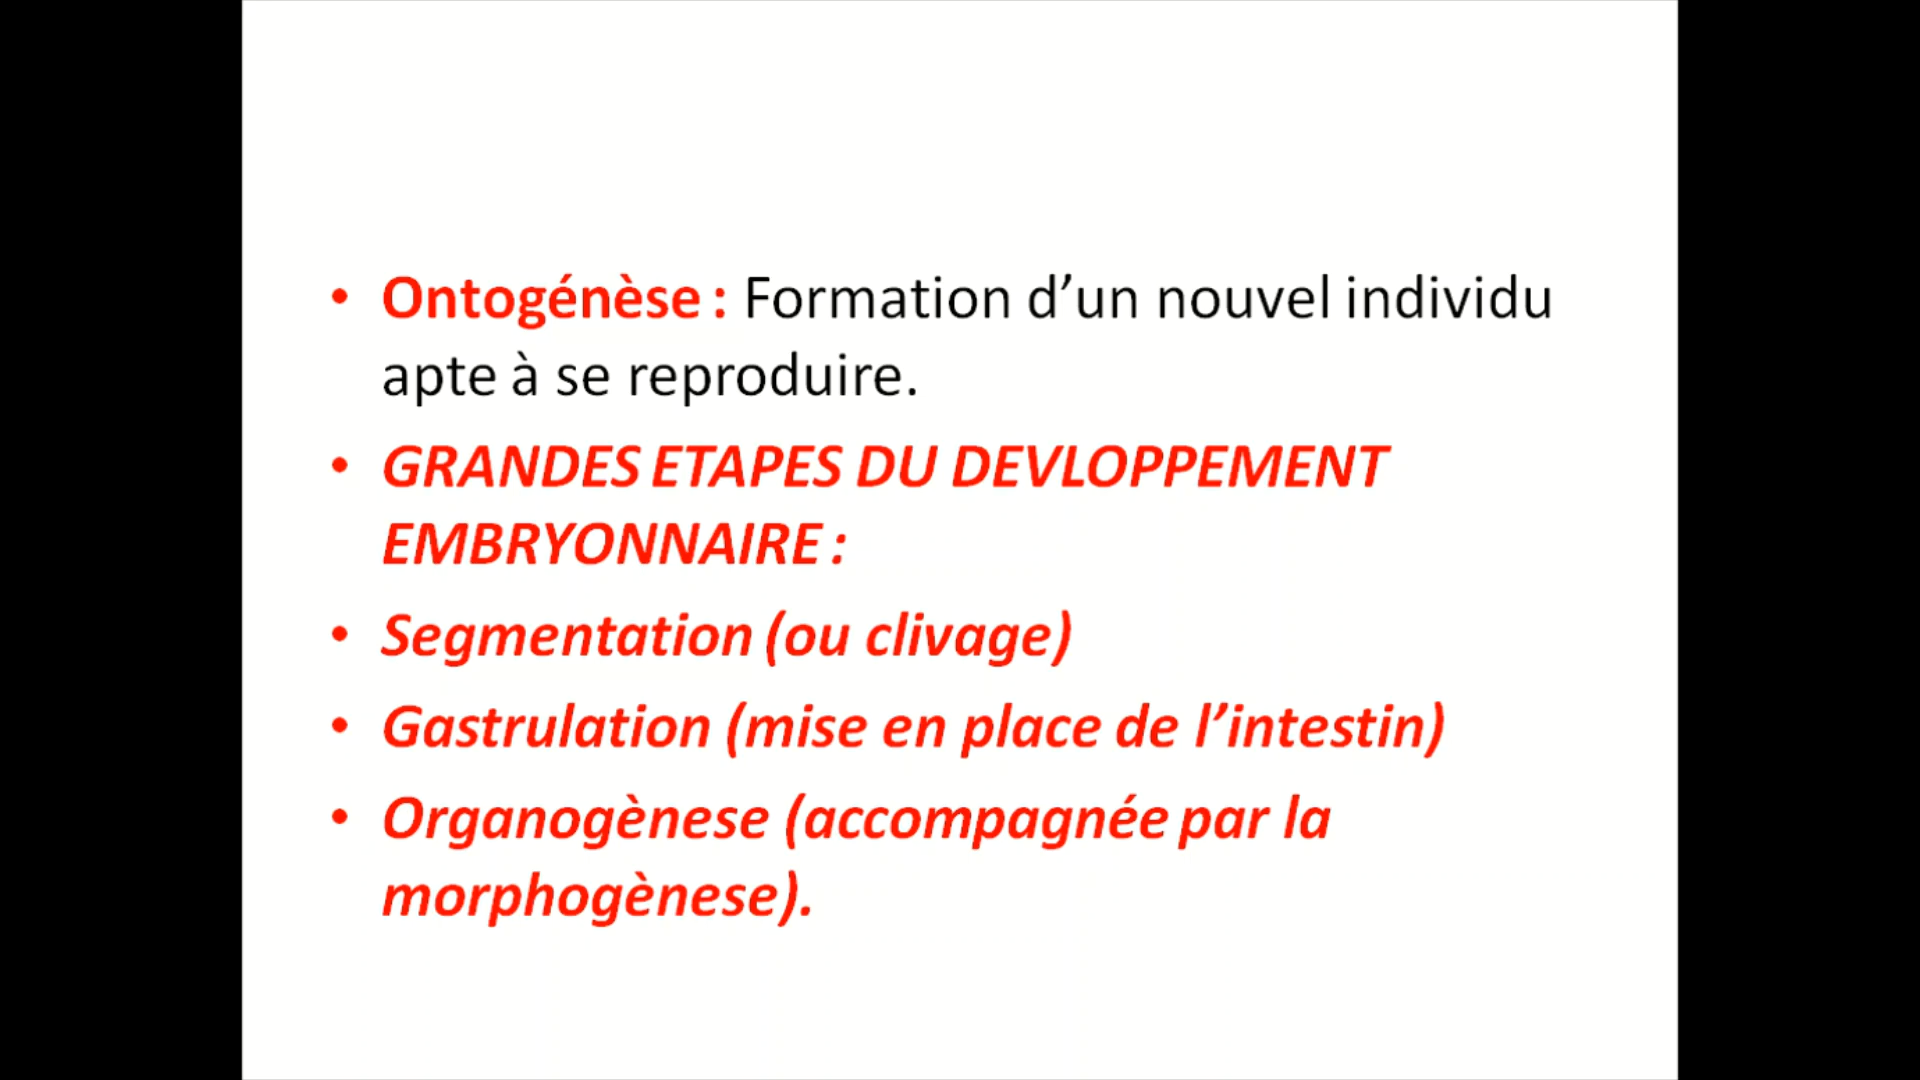 • Ontogénèse : Formation d’un nouvel individu
apte à se reproduire.
• GRANDES ETAPES DU DEVLOPPEMENT
EMBRYONNAIRE :
• Segmentation (ou clivage)
• Gastrulation (mise en place de l’intestin)
• Organogènese (accompagnée par la
morphogènese).